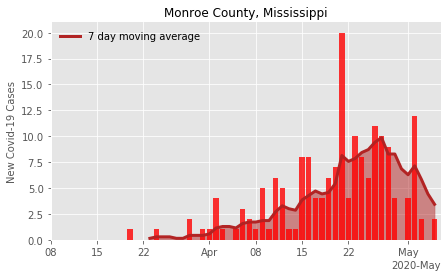 Monroe County, Mississippi
7 day moving average
New Covid-19 Cases
20.0
17.5
15.0
12.5
10.0
7.5
5.0
2.5
0.0
08 15 22 Apr 08 15 22 May
2020-May